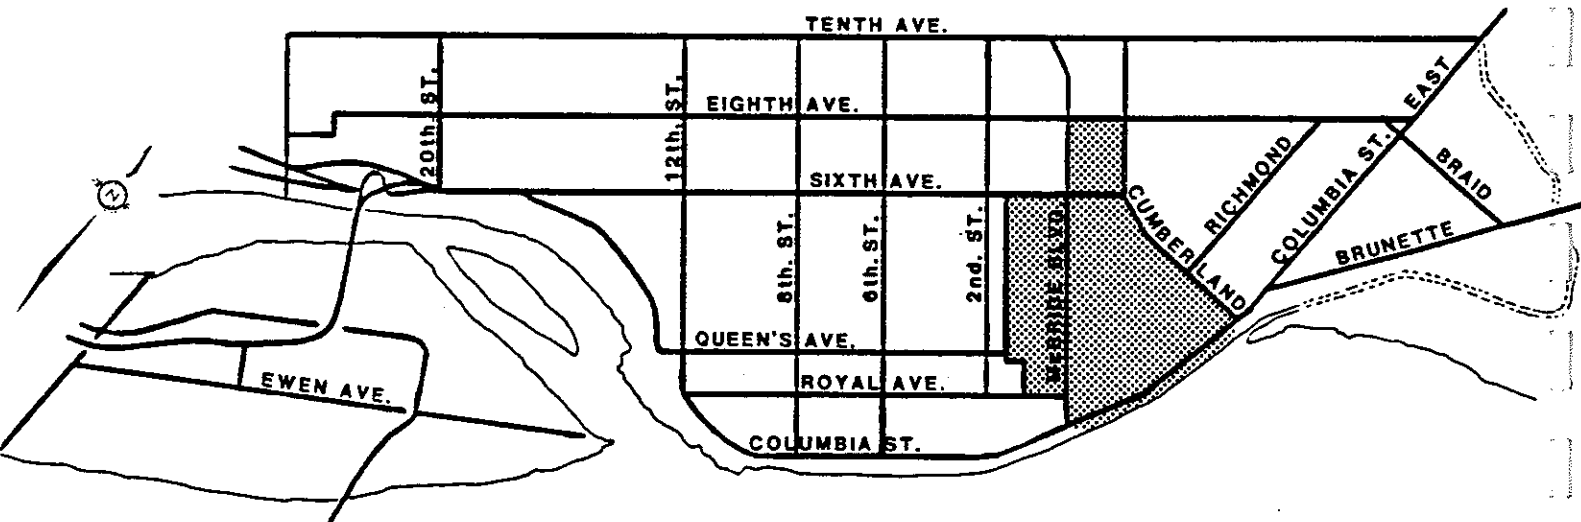 TENTH AVE.
20th. ST.
12th. ST.
EIGHTH AVE.
EAST
N
SIXTH AVE.
CUMBERLAND
RICHMOND
COLUMBIA ST.
BRAID
BRUNETTE
8th. ST.
6th. ST.
2nd. ST.
McBRIDE BLVD.
QUEEN'S AVE.
EWEN AVE.
ROYAL AVE.
COLUMBIA ST.